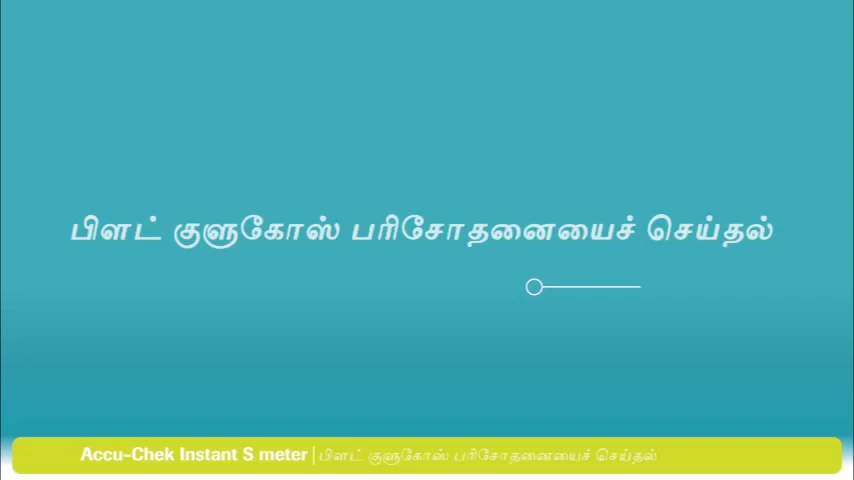 பிளட் குளுகோஸ் பரிசோதனையைச் செய்தல்
Accu-Chek Instant S meter | பிளட் குளுகோஸ் பரிசோதனையைச் செய்தல்